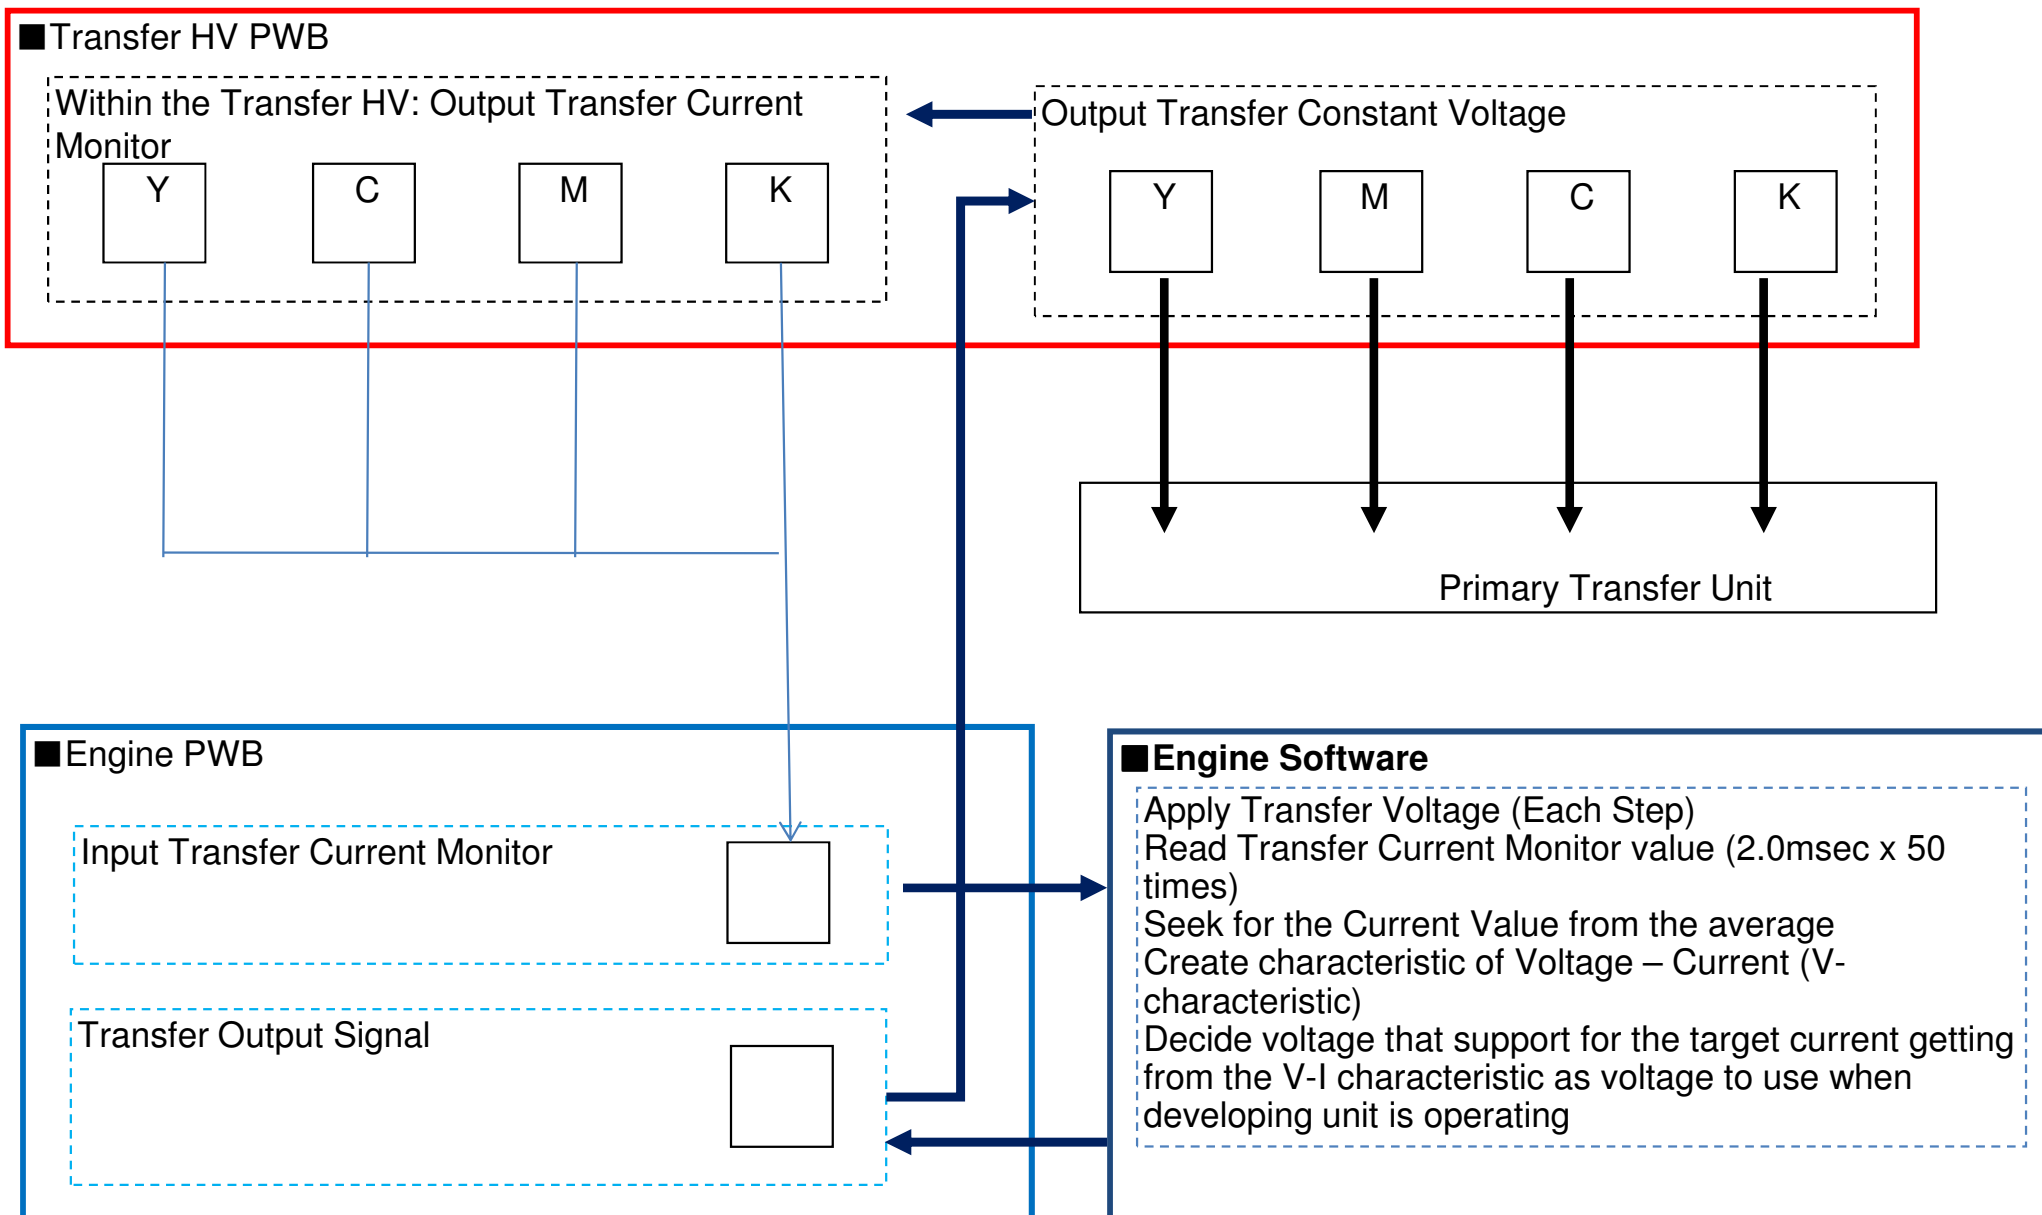 ■Transfer HV PWB
Within the Transfer HV: Output Transfer Current
Monitor
Y C M K
Output Transfer Constant Voltage
Y M C K
Primary Transfer Unit
■Engine PWB
Input Transfer Current Monitor
Transfer Output Signal
■Engine Software
Apply Transfer Voltage (Each Step)
Read Transfer Current Monitor value (2.0msec x 50
times)
Seek for the Current Value from the average
Create characteristic of Voltage – Current (V-
characteristic)
Decide voltage that support for the target current getting
from the V-I characteristic as voltage to use when
developing unit is operating